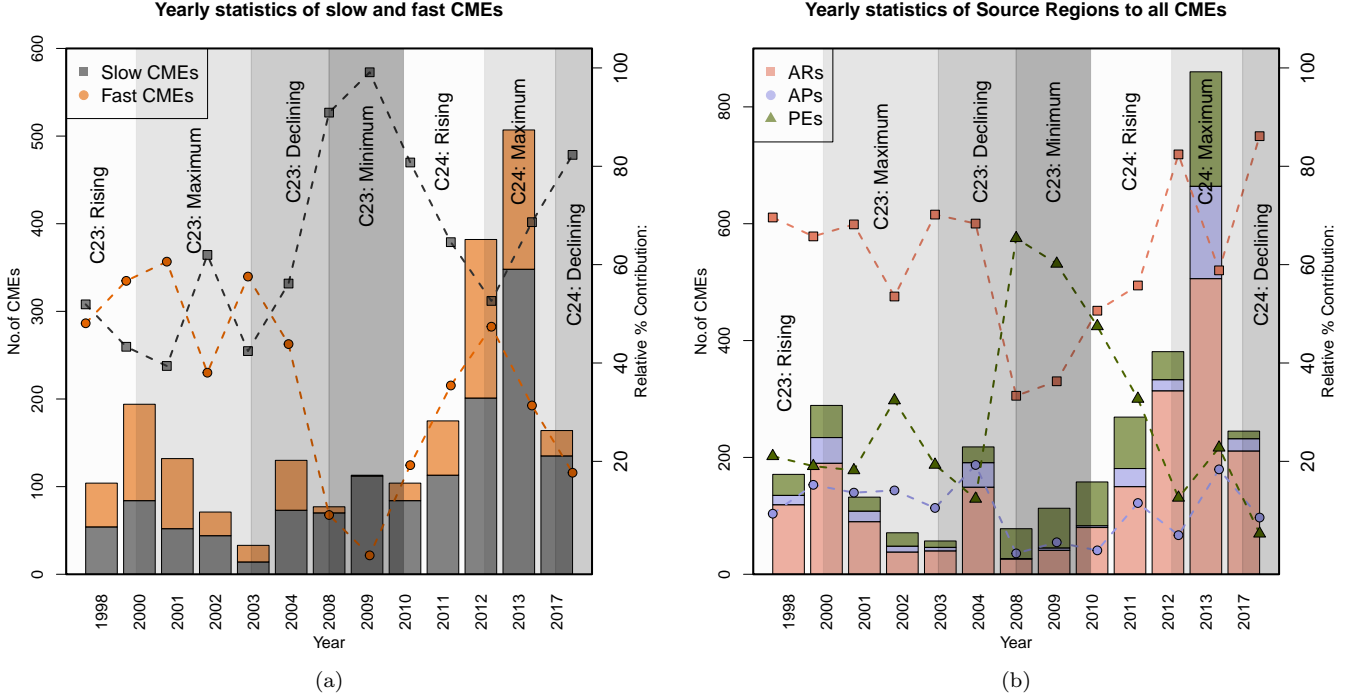 Yearly statistics of slow and fast CMEs
No.of CMEs
0
100
200
300
400
500
600
Slow CMEs
Fast CMEs
C23: Rising
C23: Maximum
C23: Declining
C23: Minimum
C24: Rising
C24: Maximum
C24: Declining
20
40
60
80
100
Relative % Contribution:
1998
2000
2001
2002
2003
2004
2008
2009
2010
2011
2012
2013
2017
Year
(a)
Yearly statistics of Source Regions to all CMEs
No.of CMEs
0
200
400
600
800
ARs
APs
PEs
C23: Rising
C23: Maximum
C23: Declining
C23: Minimum
C24: Rising
C24: Maximum
C24: Declining
20
40
60
80
100
Relative % Contribution:
1998
2000
2001
2002
2003
2004
2008
2009
2010
2011
2012
2013
2017
Year
(b)